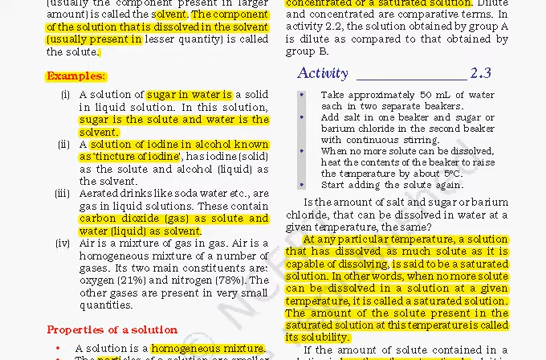 (usually the component present in larger
amount) is called the solvent. The component
of the solution that is dissolved in the solvent
(usually present in lesser quantity) is called
the solute.
Examples:
(i) A solution of sugar in water is a solid
in liquid solution. In this solution,
sugar is the solute and water is the
solvent.
(ii) A solution of iodine in alcohol known
as 'tincture of iodine', has iodine (solid)
as the solute and alcohol (liquid) as
the solvent.
(iii) Aerated drinks like soda water etc., are
gas in liquid solutions. These contain
carbon dioxide (gas) as solute and
water (liquid) as solvent.
(iv) Air is a mixture of gas in gas. Air is a
homogeneous mixture of a number of
gases. Its two main constituents are:
oxygen (21%) and nitrogen (78%). The
other gases are present in very small
quantities.
Properties of a solution
• A solution is a homogeneous mixture.
• The particles of a solution are smaller
concentrated or a saturated solution. Dilute
and concentrated are comparative terms. In
activity 2.2, the solution obtained by group A
is dilute as compared to that obtained by
group B.
Activity 2.3
• Take approximately 50 mL of water
each in two separate beakers.
• Add salt in one beaker and sugar or
barium chloride in the second beaker
with continuous stirring.
• When no more solute can be dissolved,
heat the contents of the beaker to raise
the temperature by about 5°C.
• Start adding the solute again.
Is the amount of salt and sugar or barium
chloride, that can be dissolved in water at a
given temperature, the same?
At any particular temperature, a solution
that has dissolved as much solute as it is
capable of dissolving, is said to be a saturated
solution. In other words, when no more solute
can be dissolved in a solution at a given
temperature, it is called a saturated solution.
The amount of the solute present in the
saturated solution at this temperature is called
its solubility.
If the amount of solute contained in a